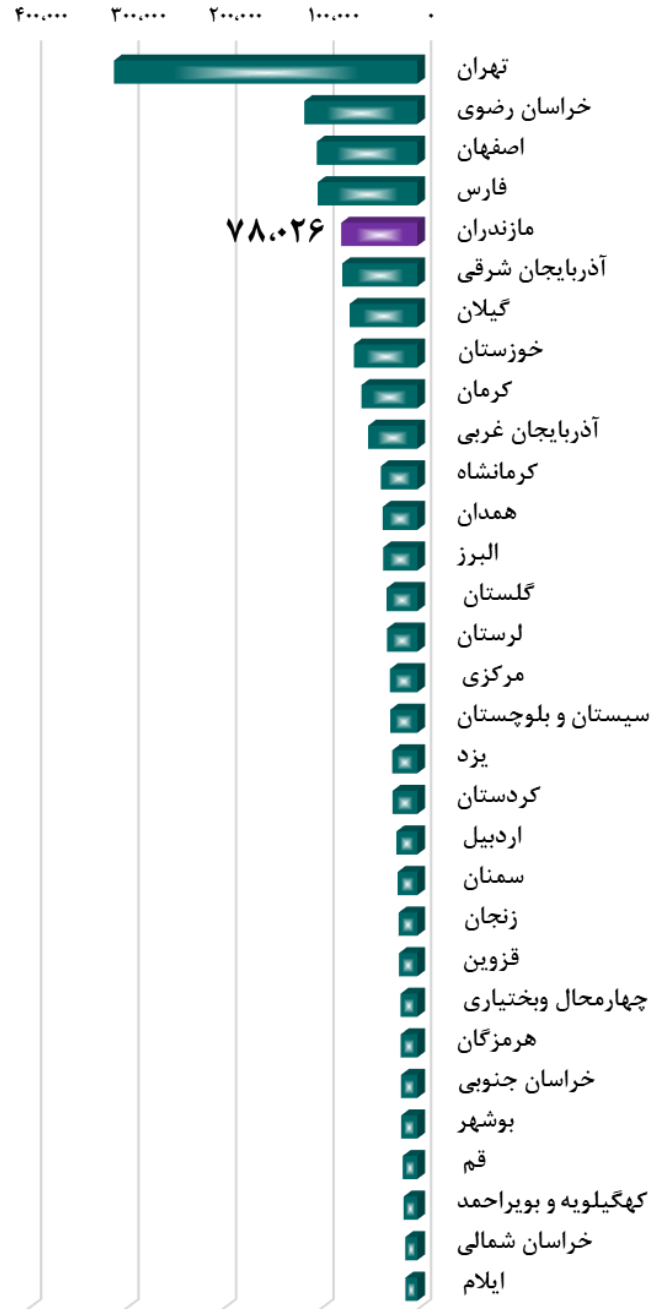 ۴۰۰،۰۰۰ ۳۰۰،۰۰۰ ۲۰۰،۰۰۰ ۱۰۰،۰۰۰ ۰
تهران
خراسان رضوی
اصفهان
فارس
مازندران
۷۸،۰۲۶
آذربایجان شرقی
گیلان
خوزستان
کرمان
آذربایجان غربی
کرمانشاه
همدان
البرز
گلستان
لرستان
مرکزی
سیستان و بلوچستان
یزد
کردستان
اردبیل
سمنان
زنجان
قزوین
چهارمحال وبختیاری
هرمزگان
خراسان جنوبی
بوشهر
قم
کهگیلویه و بویراحمد
خراسان شمالی
ایلام